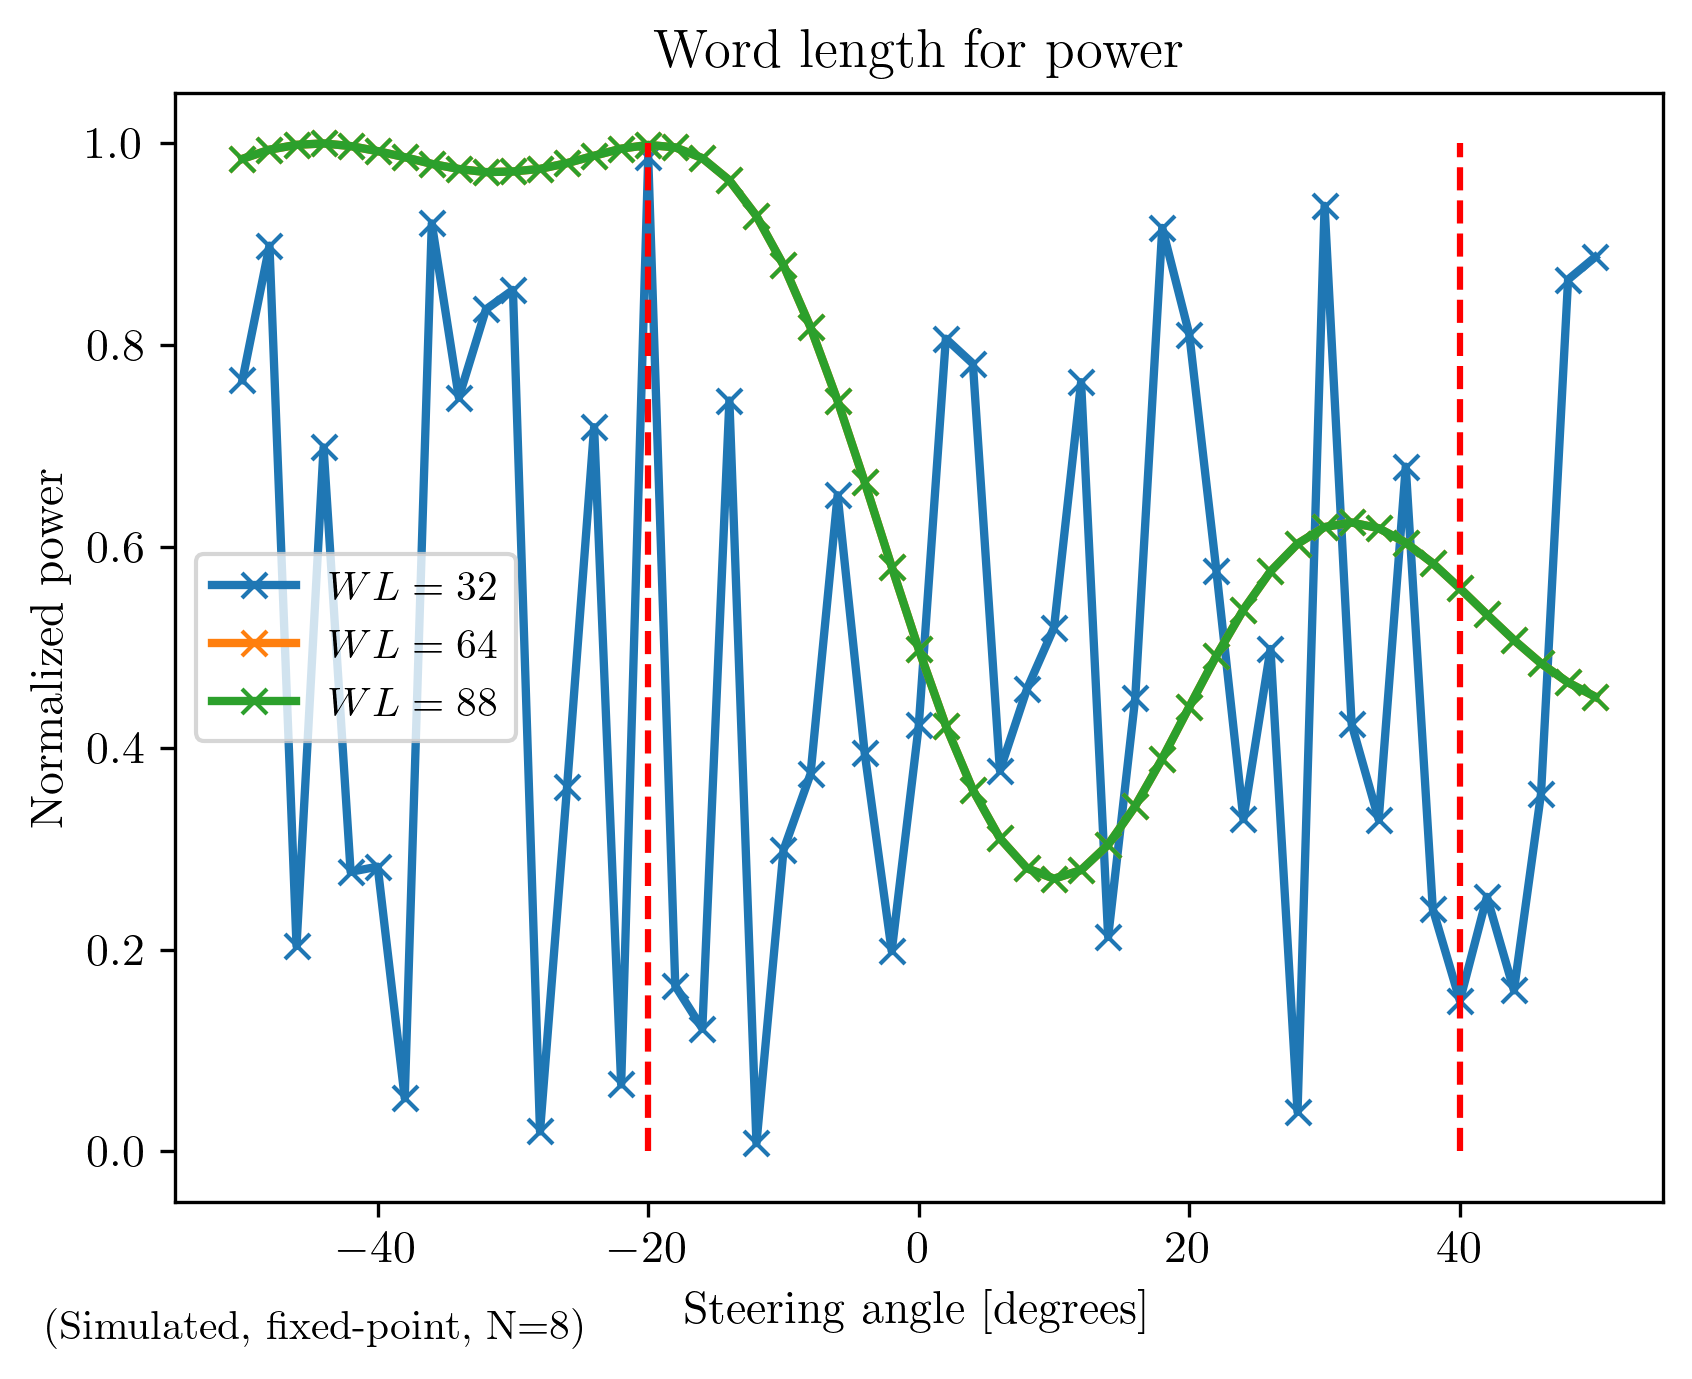 Word length for power
Normalized power
1.0
0.8
0.6
0.4
0.2
0.0
WL = 32
WL = 64
WL = 88
−40 −20 0 20 40
Steering angle [degrees]
(Simulated, fixed-point, N=8)